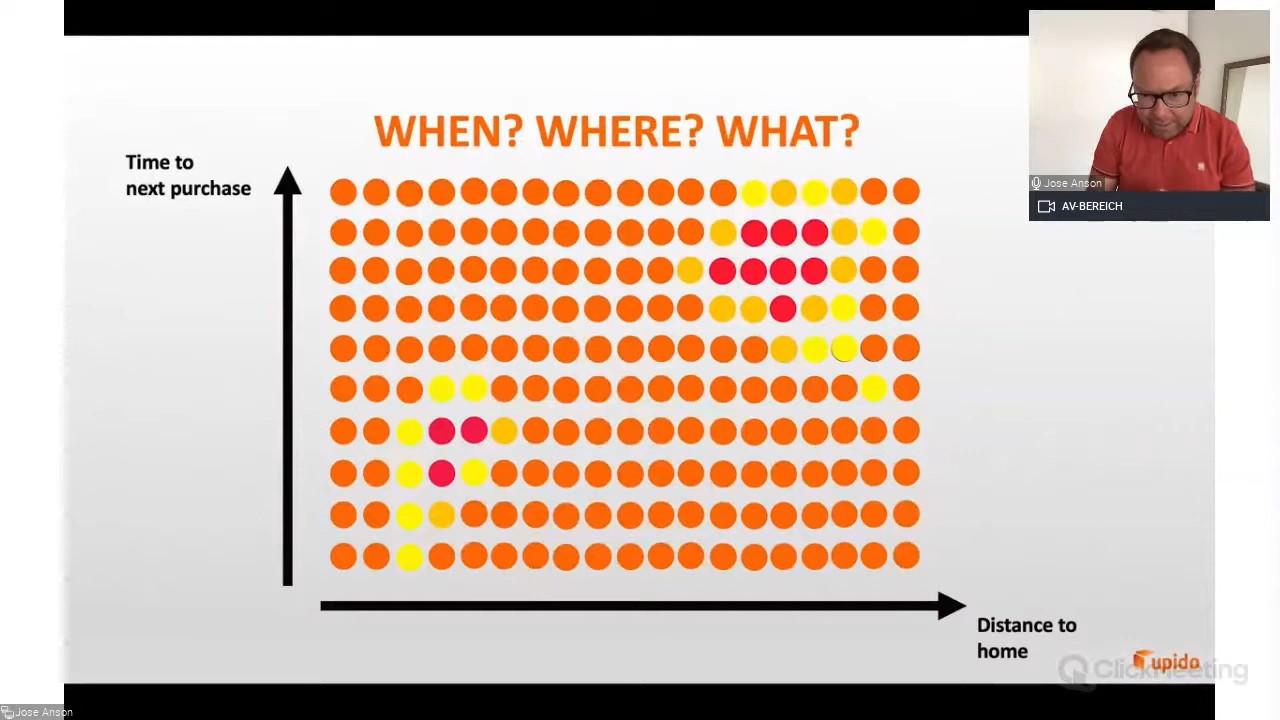 WHEN? WHERE? WHAT?
Time to
next purchase
Jose Anson
AV-BEREICH
Distance to
home
upido
ClickMeeting
Jose Anson